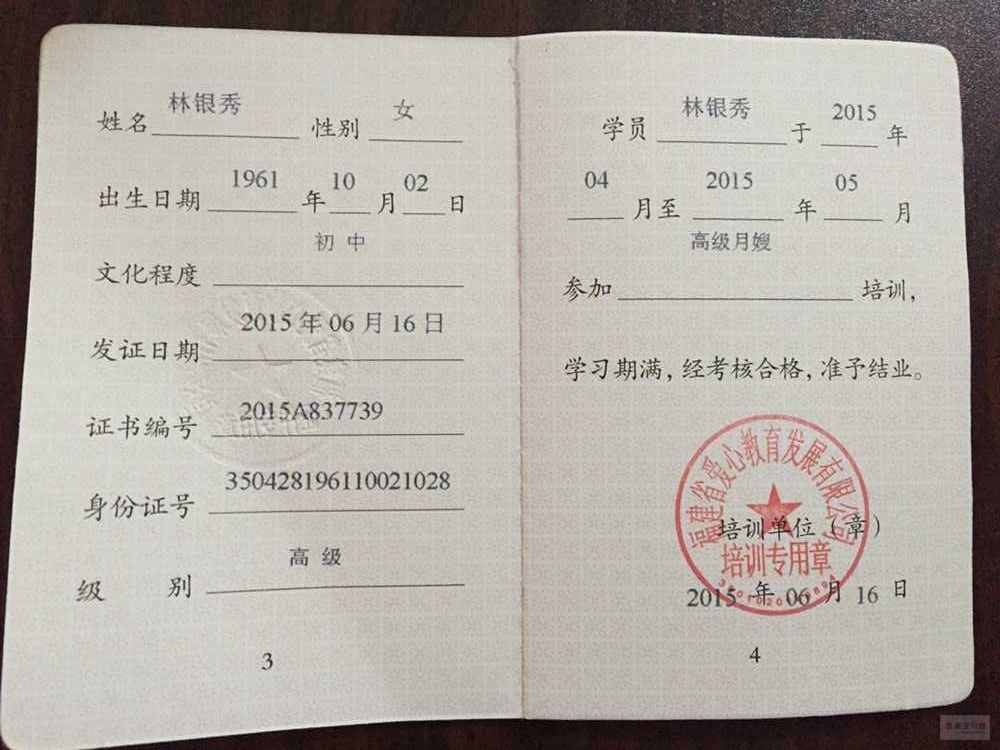 姓名 林银秀 性别 女
出生日期 1961 年 10 月 02 日
文化程度 初中
发证日期 2015年06月16日
证书编号 2015A837739
身份证号 350428196110021028
级别 高级
3
学员 林银秀 于 2015 年
04 月至 2015 年 05 月
参加 高级月嫂 培训,
学习期满,经考核合格,准予结业。
福建省爱心教育发展有限公司
培训单位(章)
培训专用章
2015 年 06 月 16 日
4